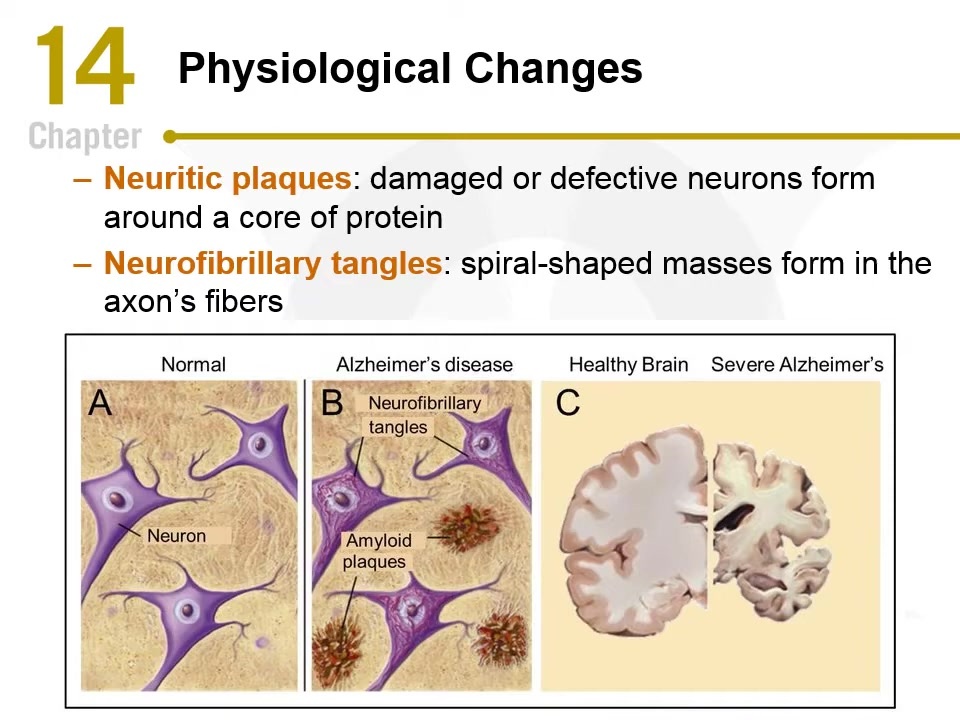 14
Chapter
Physiological Changes
– Neuritic plaques: damaged or defective neurons form
around a core of protein
– Neurofibrillary tangles: spiral-shaped masses form in the
axon’s fibers
Normal
Alzheimer’s disease
Healthy Brain
Severe Alzheimer’s
A
Neuron
B
Neurofibrillary
tangles
Amyloid
plaques
C